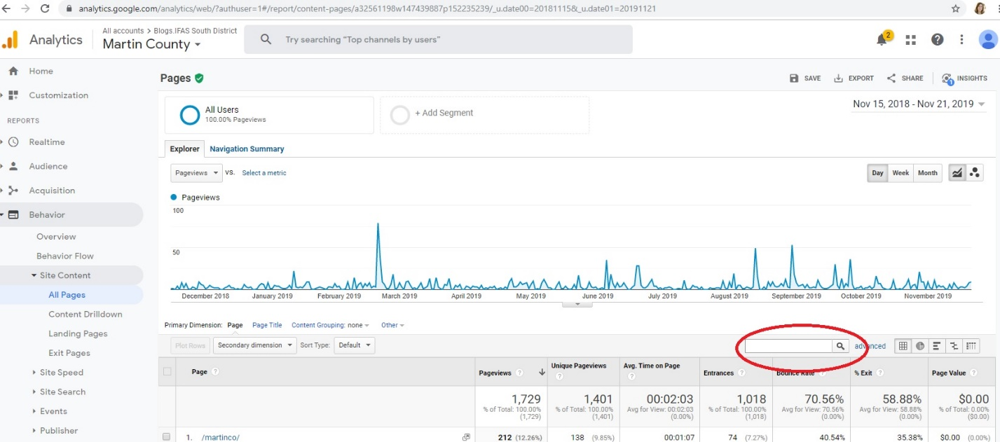 analytics.google.com/analytics/web/?authuser=1#/report/content-pages/a32561198w147439887p152235239/_u.date00=20181115&_u.date01=20191121
Analytics
All accounts > Blogs.IFAS South District
Martin County
Try searching "Top channels by users"
2
Home
Customization
REPORTS
Realtime
Audience
Acquisition
Behavior
Overview
Behavior Flow
Site Content
All Pages
Content Drilldown
Landing Pages
Exit Pages
Site Speed
Site Search
Events
Publisher
Pages
SAVE EXPORT SHARE 1 INSIGHTS
All Users
100.00% Pageviews
+ Add Segment
Nov 15, 2018 - Nov 21, 2019
Explorer Navigation Summary
Pageviews VS. Select a metric
Day Week Month
Pageviews
100
50
December 2018 January 2019 February 2019 March 2019 April 2019 May 2019 June 2019 July 2019 August 2019 September 2019 October 2019 November 2019
Primary Dimension: Page Page Title Content Grouping: none Other
Plot Rows Secondary dimension Sort Type: Default advanced
Page ? Pageviews ? Unique Pageviews ? Avg. Time on Page ? Entrances ? Bounce Rate ? % Exit ? Page Value ?
1,729 1,401 00:02:03 1,018 70.56% 58.88% $0.00
% of Total: 100.00% % of Total: 100.00% Avg for View: 00:02:03 % of Total: 100.00% Avg for View: 70.56% Avg for View: 58.88% % of Total: 0.00%
(1,729) (1,401) (0.00%) (1,018) (0.00%) (0.00%) ($0.00)
1. /martinco/ 212 (12.26%) 138 (9.85%) 00:01:07 74 (7.27%) 40.54% 35.38% $0.00 (0.00%)